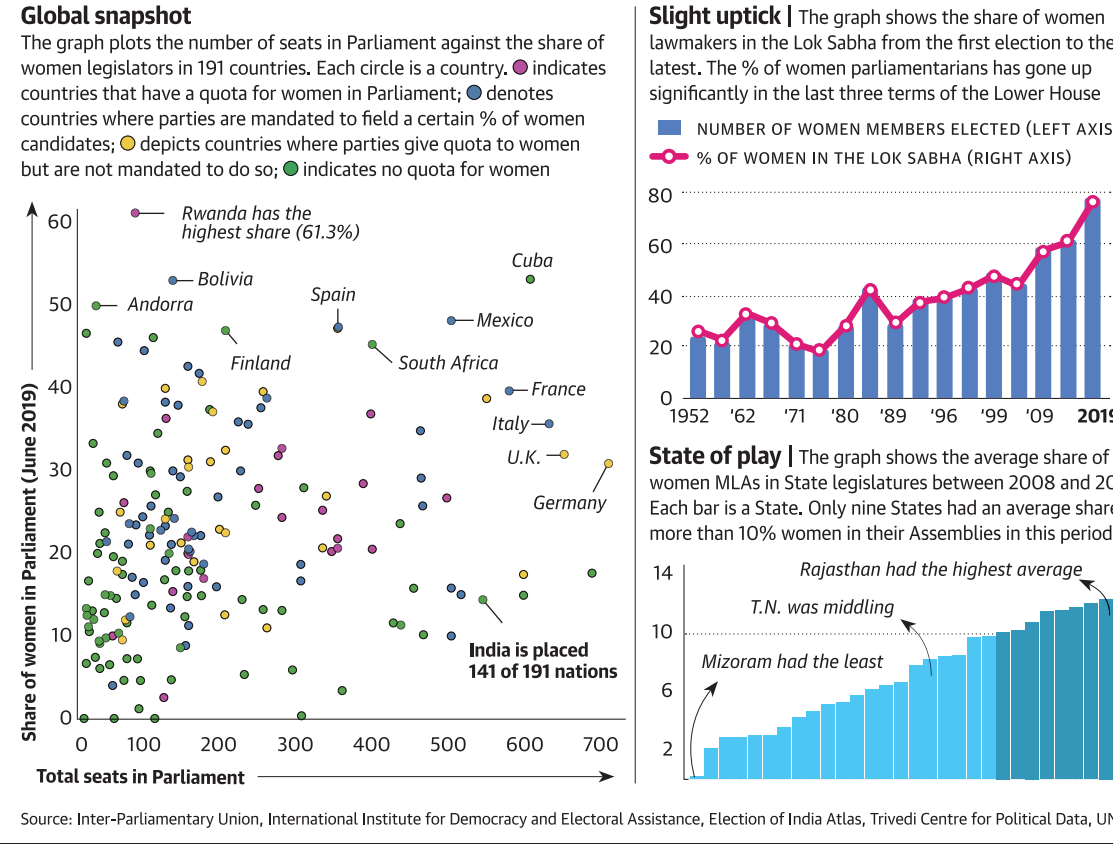 Global snapshot
The graph plots the number of seats in Parliament against the share of
women legislators in 191 countries. Each circle is a country. indicates
countries that have a quota for women in Parliament; denotes
countries where parties are mandated to field a certain % of women
candidates; depicts countries where parties give quota to women
but are not mandated to do so; indicates no quota for women
Share of women in Parliament (June 2019)
60
50
40
30
20
10
0
Rwanda has the
highest share (61.3%)
Cuba
Bolivia
Andorra
Spain
Mexico
Finland
South Africa
France
Italy
U.K.
Germany
India is placed
141 of 191 nations
0 100 200 300 400 500 600 700
Total seats in Parliament
Slight uptick | The graph shows the share of women
lawmakers in the Lok Sabha from the first election to the
latest. The % of women parliamentarians has gone up
significantly in the last three terms of the Lower House
NUMBER OF WOMEN MEMBERS ELECTED (LEFT AXIS
% OF WOMEN IN THE LOK SABHA (RIGHT AXIS)
80
60
40
20
0
1952 '62 '71 '80 '89 '96 '99 '09 2019
State of play | The graph shows the average share of
women MLAs in State legislatures between 2008 and 20
Each bar is a State. Only nine States had an average share
more than 10% women in their Assemblies in this period
14
10
6
2
Rajasthan had the highest average
T.N. was middling
Mizoram had the least
Source: Inter-Parliamentary Union, International Institute for Democracy and Electoral Assistance, Election of India Atlas, Trivedi Centre for Political Data, UN